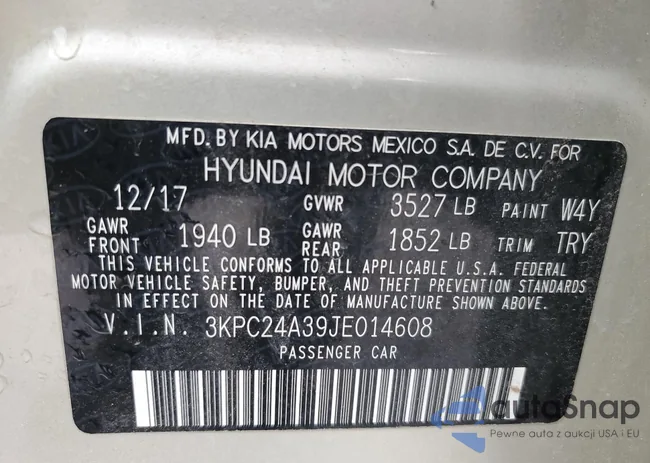 MFD. BY KIA MOTORS MEXICO S.A. DE C.V. FOR
HYUNDAI MOTOR COMPANY
12/17 GVWR 3527 LB PAINT W4Y
GAWR FRONT 1940 LB GAWR REAR 1852 LB TRIM TRY
THIS VEHICLE CONFORMS TO ALL APPLICABLE U.S.A. FEDERAL
MOTOR VEHICLE SAFETY, BUMPER, AND THEFT PREVENTION STANDARDS
IN EFFECT ON THE DATE OF MANUFACTURE SHOWN ABOVE.
V.I.N. 3KPC24A39JE014608
PASSENGER CAR
autoSnap
Pewne auta z aukcji USA i EU